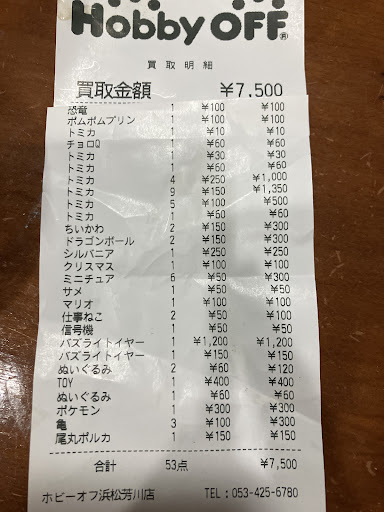 Hobby OFF®
買取明細
買取金額 ¥7,500
恐竜 1 ¥100 ¥100
ポムポムプリン 1 ¥100 ¥100
トミカ 1 ¥10 ¥10
チョロQ 1 ¥60 ¥60
トミカ 1 ¥30 ¥30
トミカ 1 ¥60 ¥60
トミカ 4 ¥250 ¥1,000
トミカ 9 ¥150 ¥1,350
トミカ 5 ¥100 ¥500
トミカ 1 ¥60 ¥60
ちいかわ 2 ¥150 ¥300
ドラゴンボール 2 ¥150 ¥300
シルバニア 1 ¥250 ¥250
クリスマス 1 ¥100 ¥100
ミニチュア 6 ¥50 ¥300
サメ 1 ¥50 ¥50
マリオ 1 ¥100 ¥100
仕事ねこ 2 ¥50 ¥100
信号機 1 ¥50 ¥50
バズライトイヤー 1 ¥1,200 ¥1,200
バズライトイヤー 1 ¥150 ¥150
ぬいぐるみ 2 ¥60 ¥120
TOY 1 ¥400 ¥400
ぬいぐるみ 1 ¥60 ¥60
ポケモン 1 ¥300 ¥300
亀 3 ¥100 ¥300
尾丸ポルカ 1 ¥150 ¥150
合計 53点 ¥7,500
ホビーオフ浜松芳川店 TEL:053-425-6780